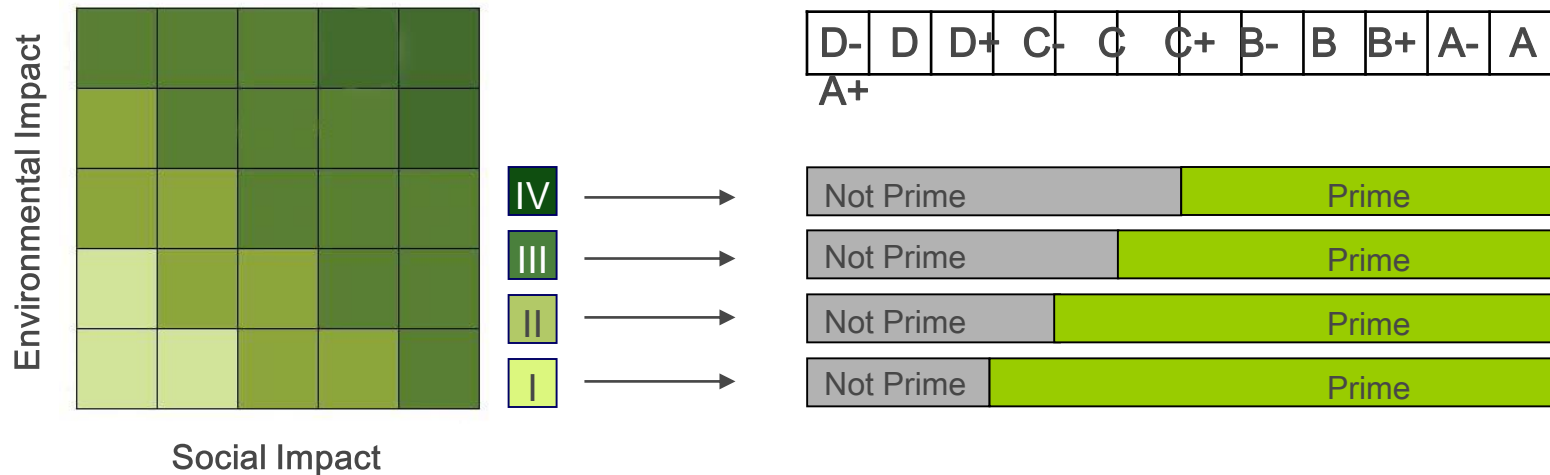 Environmental Impact
Social Impact
D- D D+ C- C C+ B- B B+ A- A
A+
IV
Not Prime Prime
III
Not Prime Prime
II
Not Prime Prime
I
Not Prime Prime